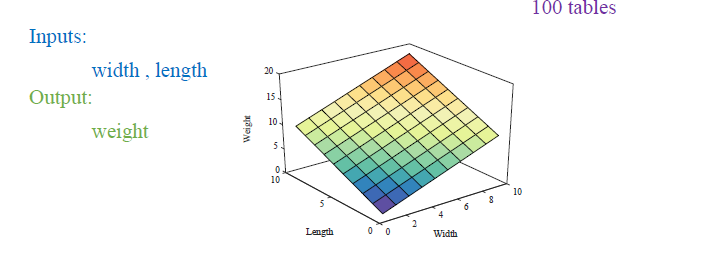 100 tables
Inputs:
width , length
Output:
weight
20
15
10
5
0
Weight
10
5
0
Length
0
2
4
6
8
10
Width